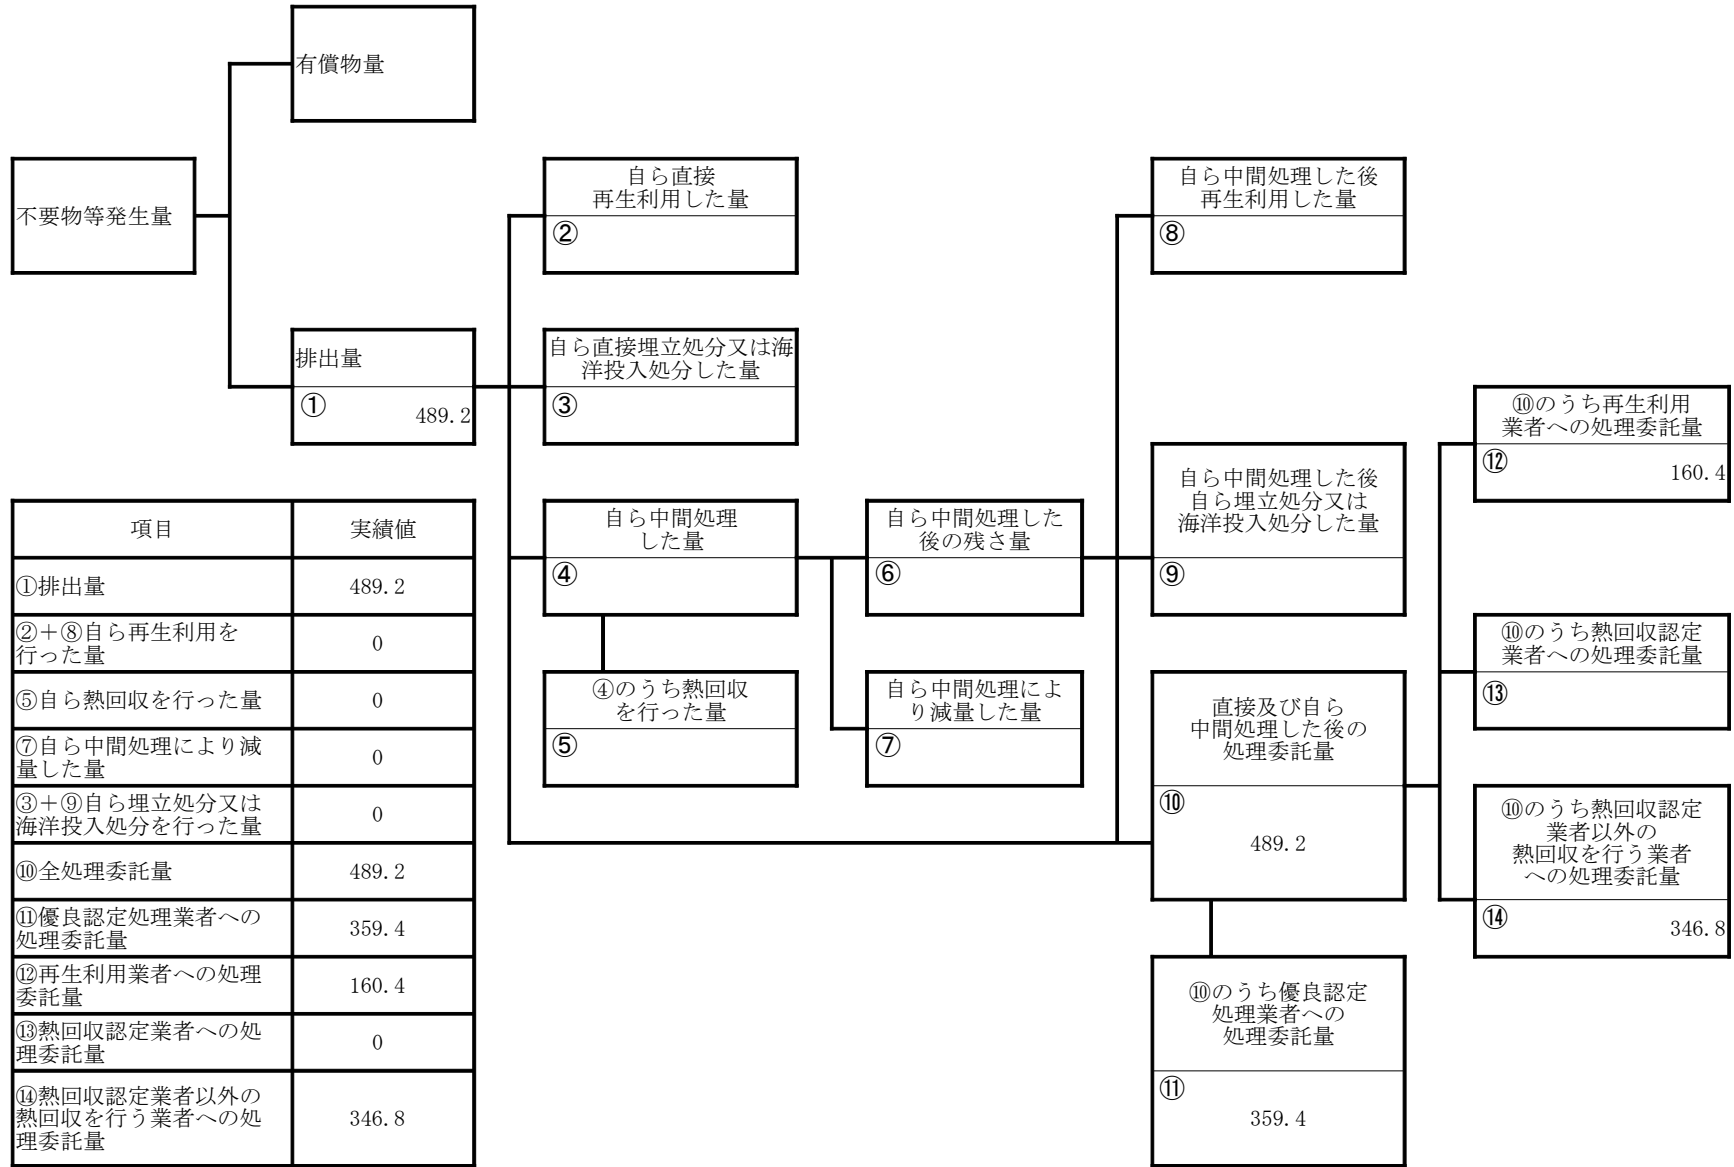 有償物量
不要物等発生量
自ら直接
再生利用した量
②
自ら中間処理した後
再生利用した量
⑧
排出量
①
489.2
自ら直接埋立処分又は海
洋投入処分した量
③
⑩のうち再生利用
業者への処理委託量
⑫
160.4
自ら中間処理
した量
④
自ら中間処理した
後の残さ量
⑥
自ら中間処理した後
自ら埋立処分又は
海洋投入処分した量
⑨
⑩のうち熱回収認定
業者への処理委託量
⑬
④のうち熱回収
を行った量
⑤
自ら中間処理によ
り減量した量
⑦
直接及び自ら
中間処理した後の
処理委託量
⑩
489.2
⑩のうち熱回収認定
業者以外の
熱回収を行う業者
への処理委託量
⑭
346.8
⑩のうち優良認定
処理業者への
処理委託量
⑪
359.4
項目 実績値
①排出量 489.2
②＋⑧自ら再生利用を
行った量 0
⑤自ら熱回収を行った量 0
⑦自ら中間処理により減
量した量 0
③＋⑨自ら埋立処分又は
海洋投入処分を行った量 0
⑩全処理委託量 489.2
⑪優良認定処理業者への
処理委託量 359.4
⑫再生利用業者への処理
委託量 160.4
⑬熱回収認定業者への処
理委託量 0
⑭熱回収認定業者以外の
熱回収を行う業者への処
理委託量 346.8